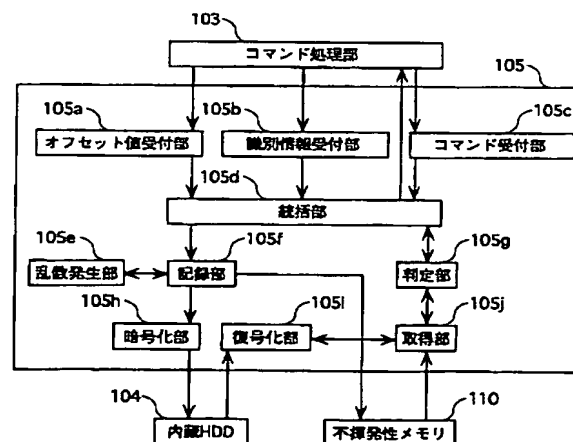 103
コマンド処理部
105
105a
オフセット値受付部
105b
識別情報受付部
105c
コマンド受付部
105d
統括部
105e
乱数発生部
105f
記録部
105g
判定部
105h
暗号化部
105i
復号化部
105j
取得部
104
内蔵HDD
110
不揮発性メモリ